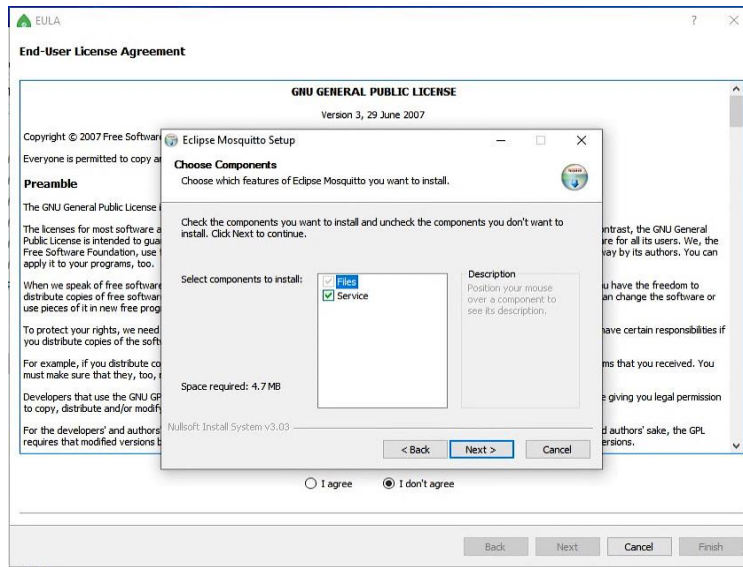 EULA
End-User License Agreement
GNU GENERAL PUBLIC LICENSE
Version 3, 29 June 2007
Copyright © 2007 Free
Everyone is permitted to copy
Preamble
The GNU General Public License
The licenses for most software
ntrast, the GNU General
Public License is intended to
re for all its users. We, the
Free Software Foundation, use
way by its authors. You can
apply it to your programs, too.
When we speak of free software
u have the freedom to
distribute copies of free
an change the software or
use pieces of it in new free
To protect your rights, we need
have certain responsibilities if
you distribute copies of the
For example, if you distribute
ms that you received. You
must make sure that they, too,
Developers that use the GNU
giving you legal permission
to copy, distribute and/or
For the developers' and authors'
d authors' sake, the GPL
requires that modified versions
ersions.
Eclipse Mosquitto Setup
Choose Components
Choose which features of Eclipse Mosquitto you want to install.
Check the components you want to install and uncheck the components you don't want to
install. Click Next to continue.
Select components to install:
Files
Service
Description
Position your mouse
over a component to
see its description.
Space required: 4.7 MB
Nullsoft Install System v3.03
< Back
Next >
Cancel
I agree
I don't agree
Back
Next
Cancel
Finish